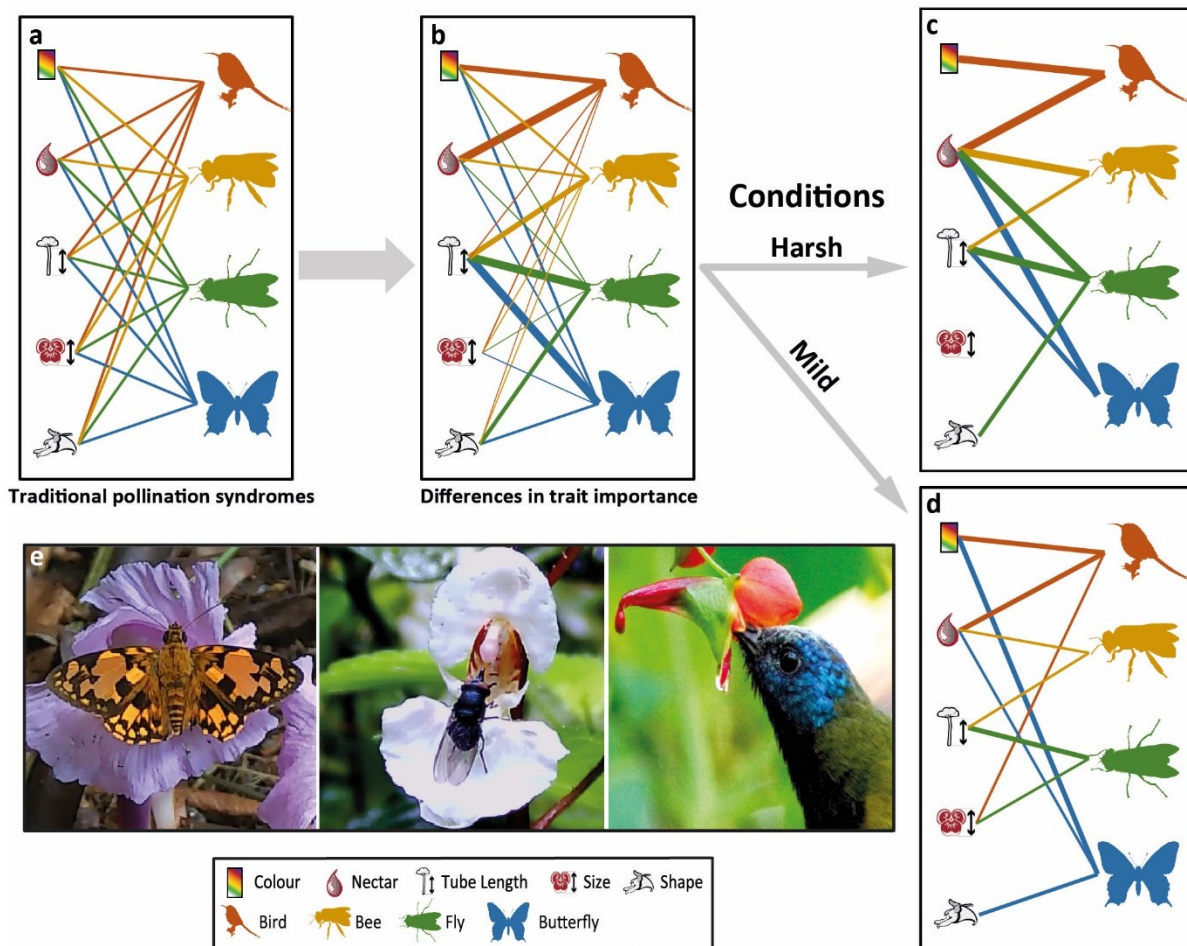 a
b
c
Conditions
Harsh
Mild
Traditional pollination syndromes
Differences in trait importance
d
e
Colour Nectar Tube Length Size Shape
Bird Bee Fly Butterfly